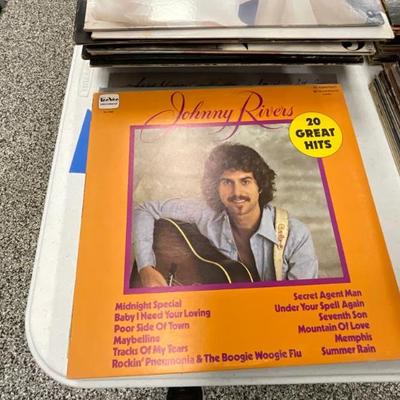 Johnny Rivers
20
GREAT
HITS
Midnight Special
Baby I Need Your Loving
Poor Side Of Town
Maybelline
Tracks Of My Tears
Rockin' Pneumonia & The Boogie Woogie Flu
Secret Agent Man
Under Your Spell Again
Seventh Son
Mountain Of Love
Memphis
Summer Rain